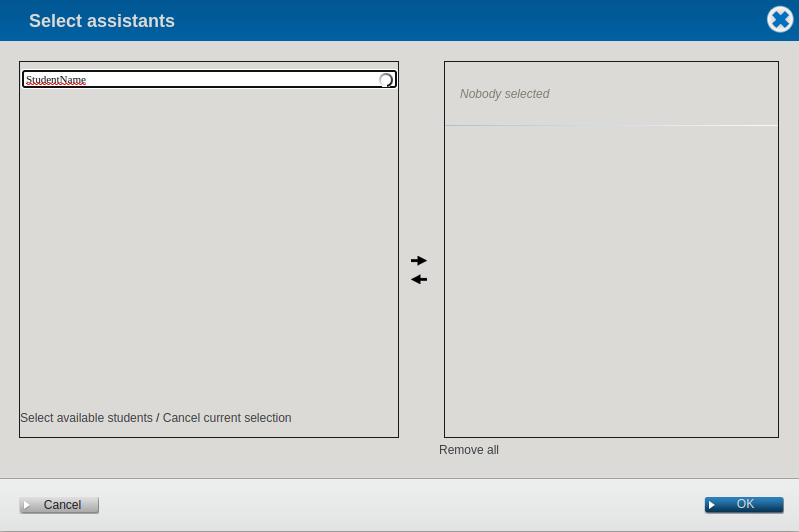 Select assistants
StudentName
Nobody selected
Select available students / Cancel current selection
Remove all
Cancel
OK